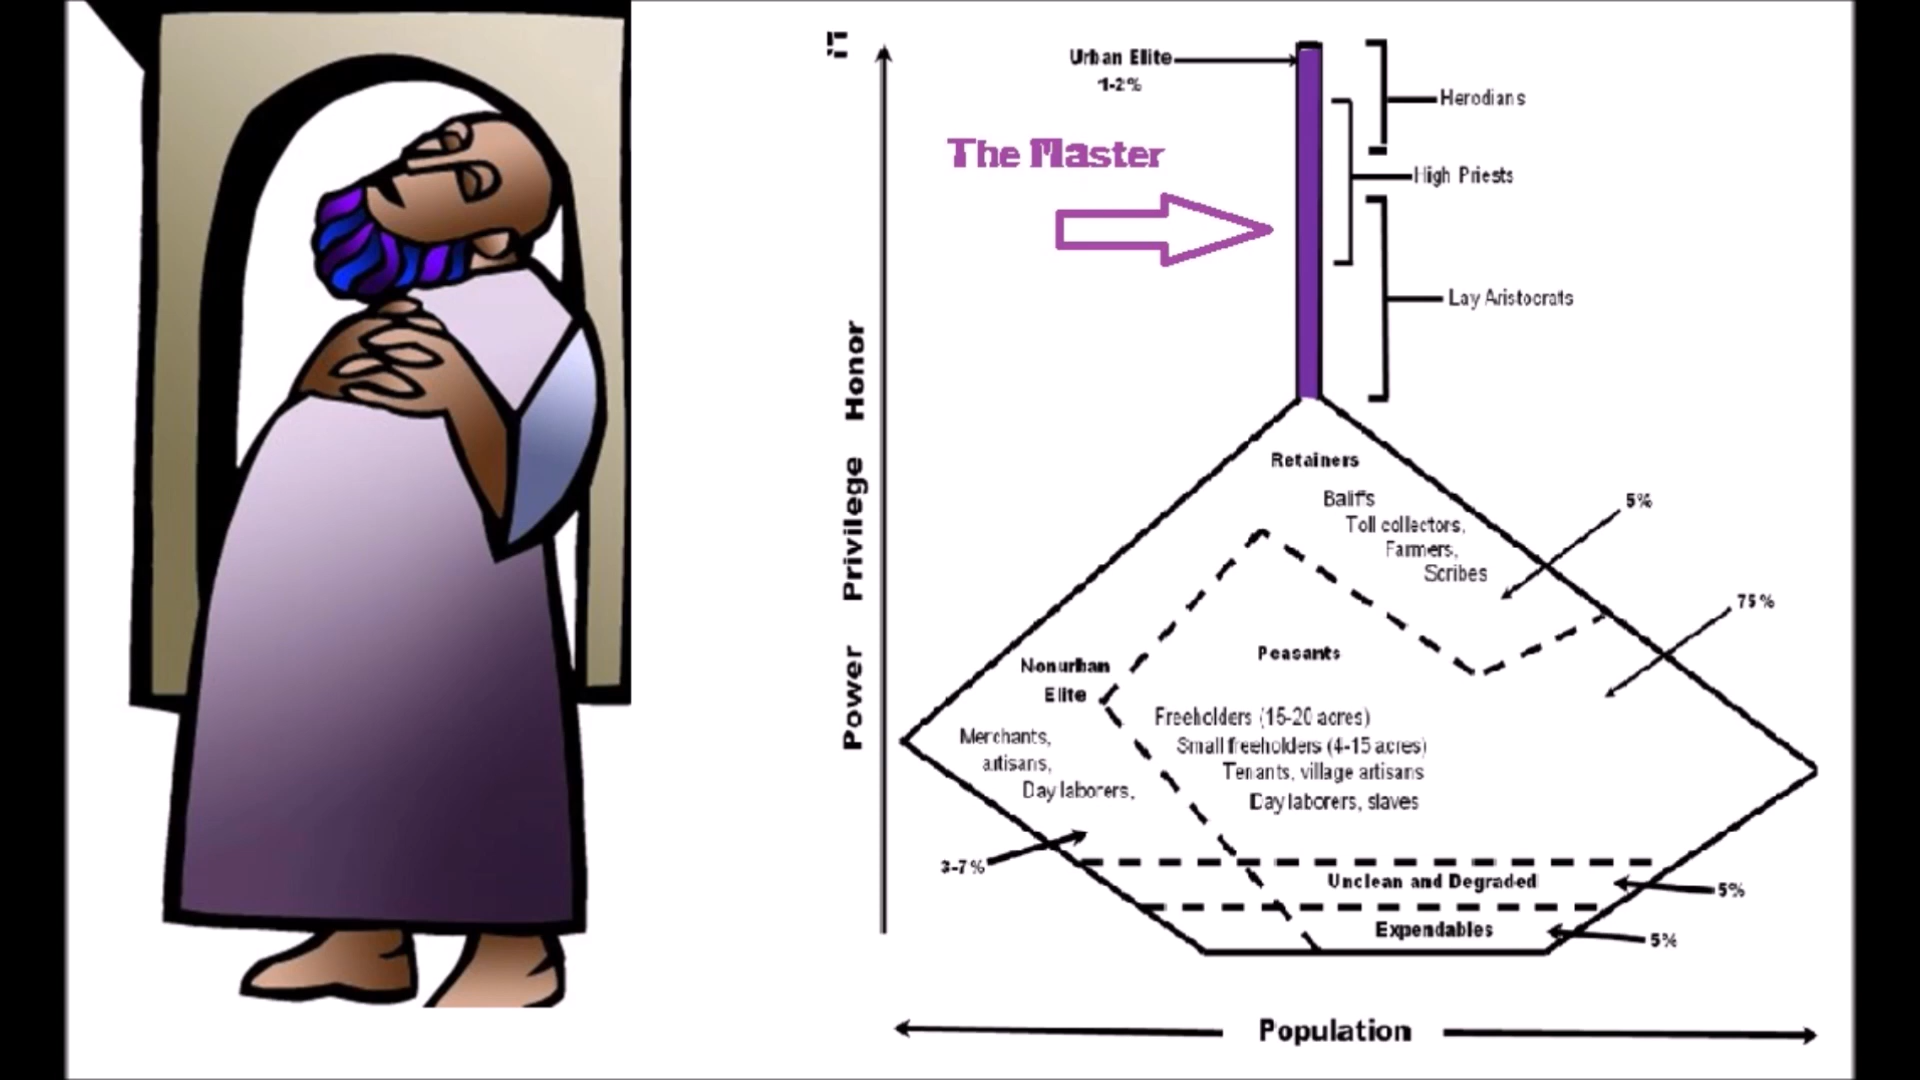 Urban Elite
1-2%
Herodians
The Master
High Priests
Lay Aristocrats
Power Privilege Honor
Retainers
Baliffs
Toll collectors,
Farmers,
Scribes
5%
75%
Nonurban
Elite
Merchants,
artisans,
Day laborers,
3-7%
Peasants
Freeholders (15-20 acres)
Small freeholders (4-15 acres)
Tenants, village artisans
Day laborers, slaves
Unclean and Degraded
5%
Expendables
5%
Population